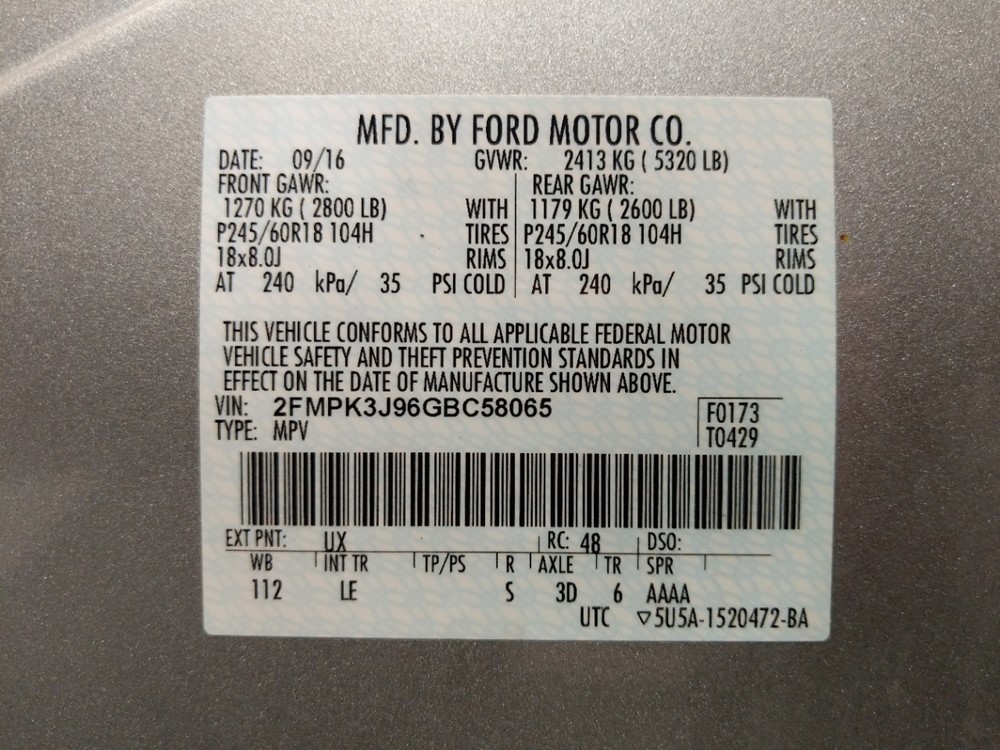 MFD. BY FORD MOTOR CO.
DATE: 09/16 GVWR: 2413 KG ( 5320 LB)
FRONT GAWR: REAR GAWR:
1270 KG ( 2800 LB) WITH 1179 KG ( 2600 LB) WITH
P245/60R18 104H TIRES P245/60R18 104H TIRES
18x8.0J RIMS 18x8.0J RIMS
AT 240 kPa/ 35 PSI COLD AT 240 kPa/ 35 PSI COLD
THIS VEHICLE CONFORMS TO ALL APPLICABLE FEDERAL MOTOR
VEHICLE SAFETY AND THEFT PREVENTION STANDARDS IN
EFFECT ON THE DATE OF MANUFACTURE SHOWN ABOVE.
VIN: 2FMPK3J96GBC58065 F0173
TYPE: MPV T0429
EXT PNT: UX RC: 48 DSO:
WB INT TR TP/PS R AXLE TR SPR
112 LE S 3D 6 AAAA
UTC ▽5U5A-1520472-BA